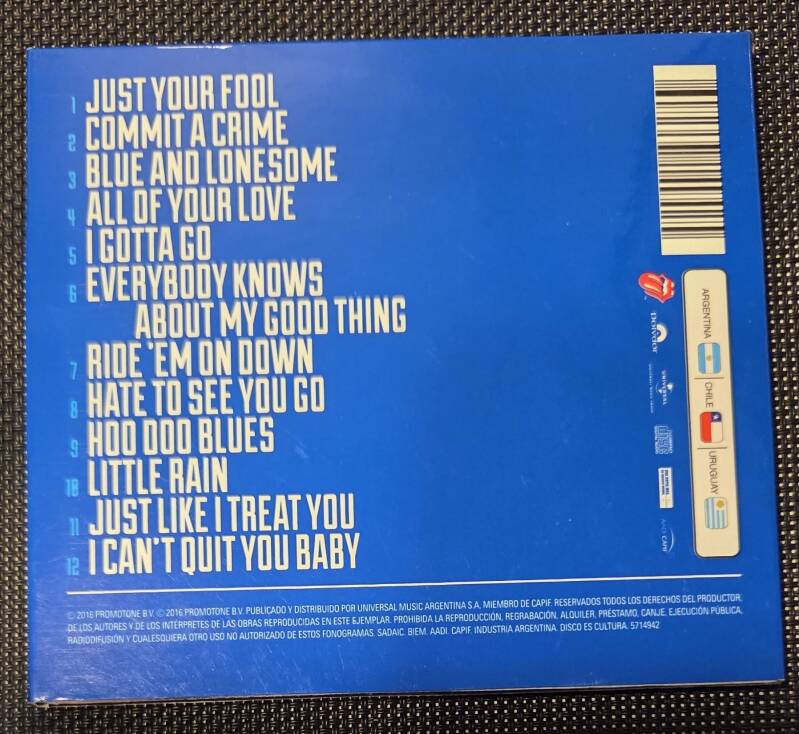 1 JUST YOUR FOOL
2 COMMIT A CRIME
3 BLUE AND LONESOME
4 ALL OF YOUR LOVE
5 I GOTTA GO
6 EVERYBODY KNOWS
ABOUT MY GOOD THING
7 RIDE 'EM ON DOWN
8 HATE TO SEE YOU GO
9 HOO DOO BLUES
10 LITTLE RAIN
11 JUST LIKE I TREAT YOU
12 I CAN'T QUIT YOU BABY
polydor
UNIVERSAL
ARGENTINA
CHILE
URUGUAY
℗ 2016 PROMOTONE B.V. © 2016 PROMOTONE B.V. PUBLICADO Y DISTRIBUIDO POR UNIVERSAL MUSIC ARGENTINA S.A, MIEMBRO DE CAPIF. RESERVADOS TODOS LOS DERECHOS DEL PRODUCTOR,
DE LOS AUTORES Y DE LOS INTÉRPETES DE LAS OBRAS REPRODUCIDAS EN ESTE EJEMPLAR. PROHIBIDA LA REPRODUCCIÓN, REGRABACIÓN, ALQUILER, PRÉSTAMO, CANJE, EJECUCIÓN PÚBLICA,
RADIODIFUSIÓN Y CUALESQUIERA OTRO USO NO AUTORIZADO DE ESTOS FONOGRAMAS. SADAIC. BIEM. AADI. CAPIF. INDUSTRIA ARGENTINA. DISCO ES CULTURA. 5714942